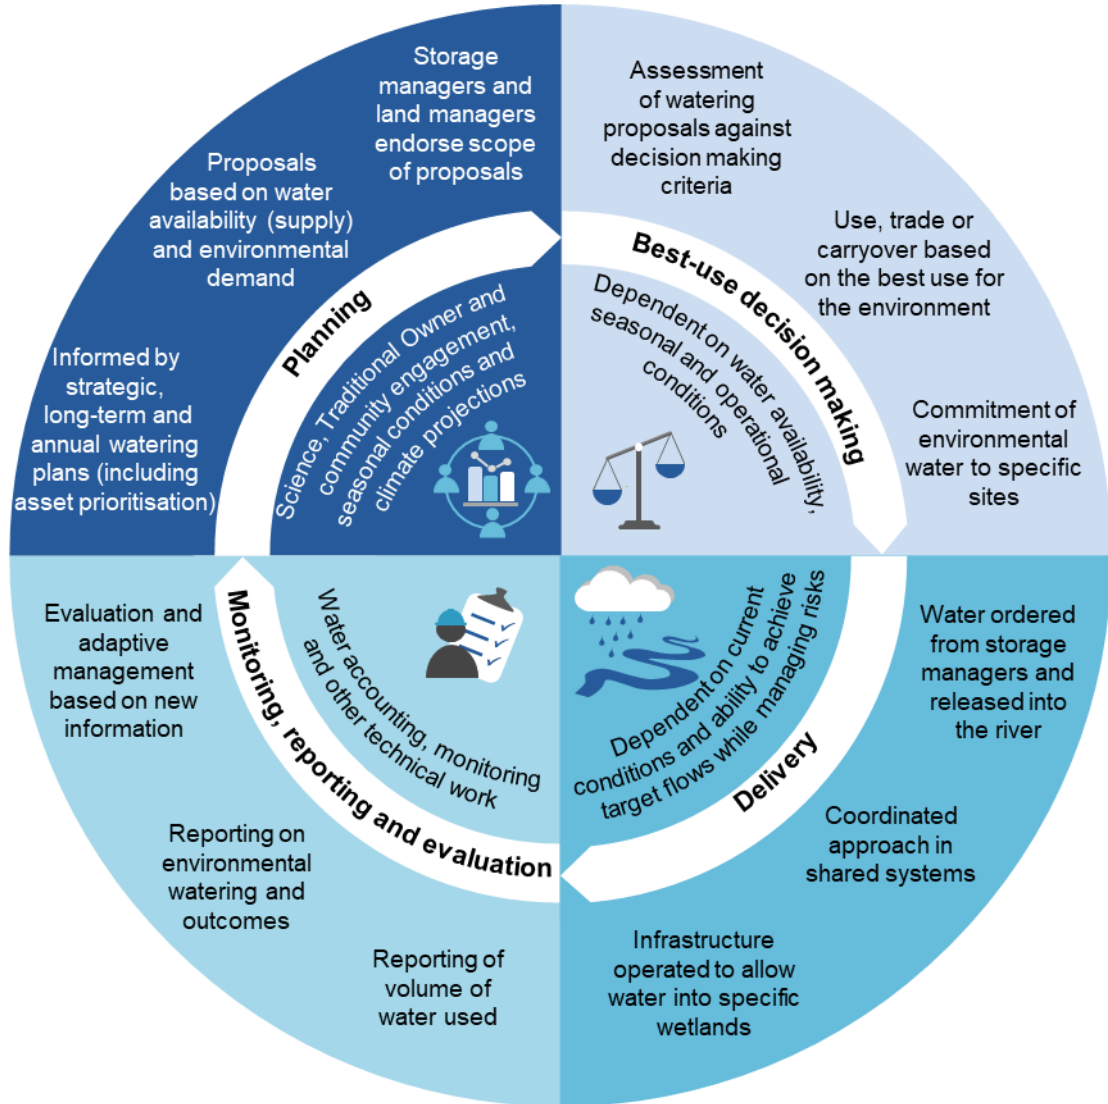 Storage
managers and
land managers
endorse scope
of proposals
Proposals
based on water
availability (supply)
and environmental
demand
Informed by
strategic,
long-term and
annual watering
plans (including
asset prioritisation)
Planning
Science, Traditional Owner and
community engagement,
seasonal conditions and
climate projections
Assessment
of watering
proposals against
decision making
criteria
Use, trade or
carryover based
on the best use for
the environment
Commitment of
environmental
water to specific
sites
Best-use decision making
Dependent on water availability,
seasonal and operational
conditions
Water ordered
from storage
managers and
released into
the river
Coordinated
approach in
shared systems
Infrastructure
operated to allow
water into specific
wetlands
Delivery
Dependent on current
conditions and ability to achieve
target flows while managing risks
Reporting of
volume of
water used
Reporting on
environmental
watering and
outcomes
Evaluation and
adaptive
management
based on new
information
Monitoring, reporting and evaluation
Water accounting, monitoring
and other technical work